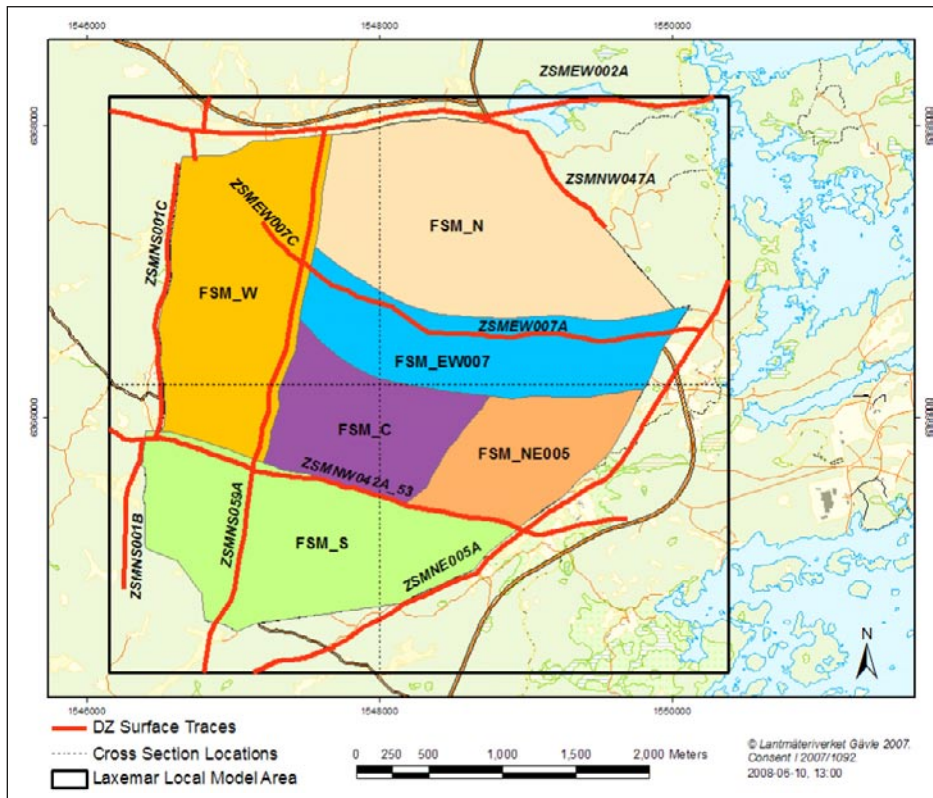 1546000
1548000
1550000
ZSMEW002A
6368000
6368000
ZSMNW047A
ZSMEW007C
ZSMNS001C
FSM_N
FSM_W
ZSMEW007A
FSM_EW007
6366000
6366000
FSM_C
FSM_NE005
ZSMNW042A_53
ZSMNS059A
ZSMNS001B
FSM_S
ZSMNE005A
N
1546000
1548000
1550000
DZ Surface Traces
Cross Section Locations
Laxemar Local Model Area
0 250 500 1,000 1,500 2,000 Meters
© Lantmäteriverket Gävle 2007.
Consent I 2007/1092
2008-06-10, 13:00